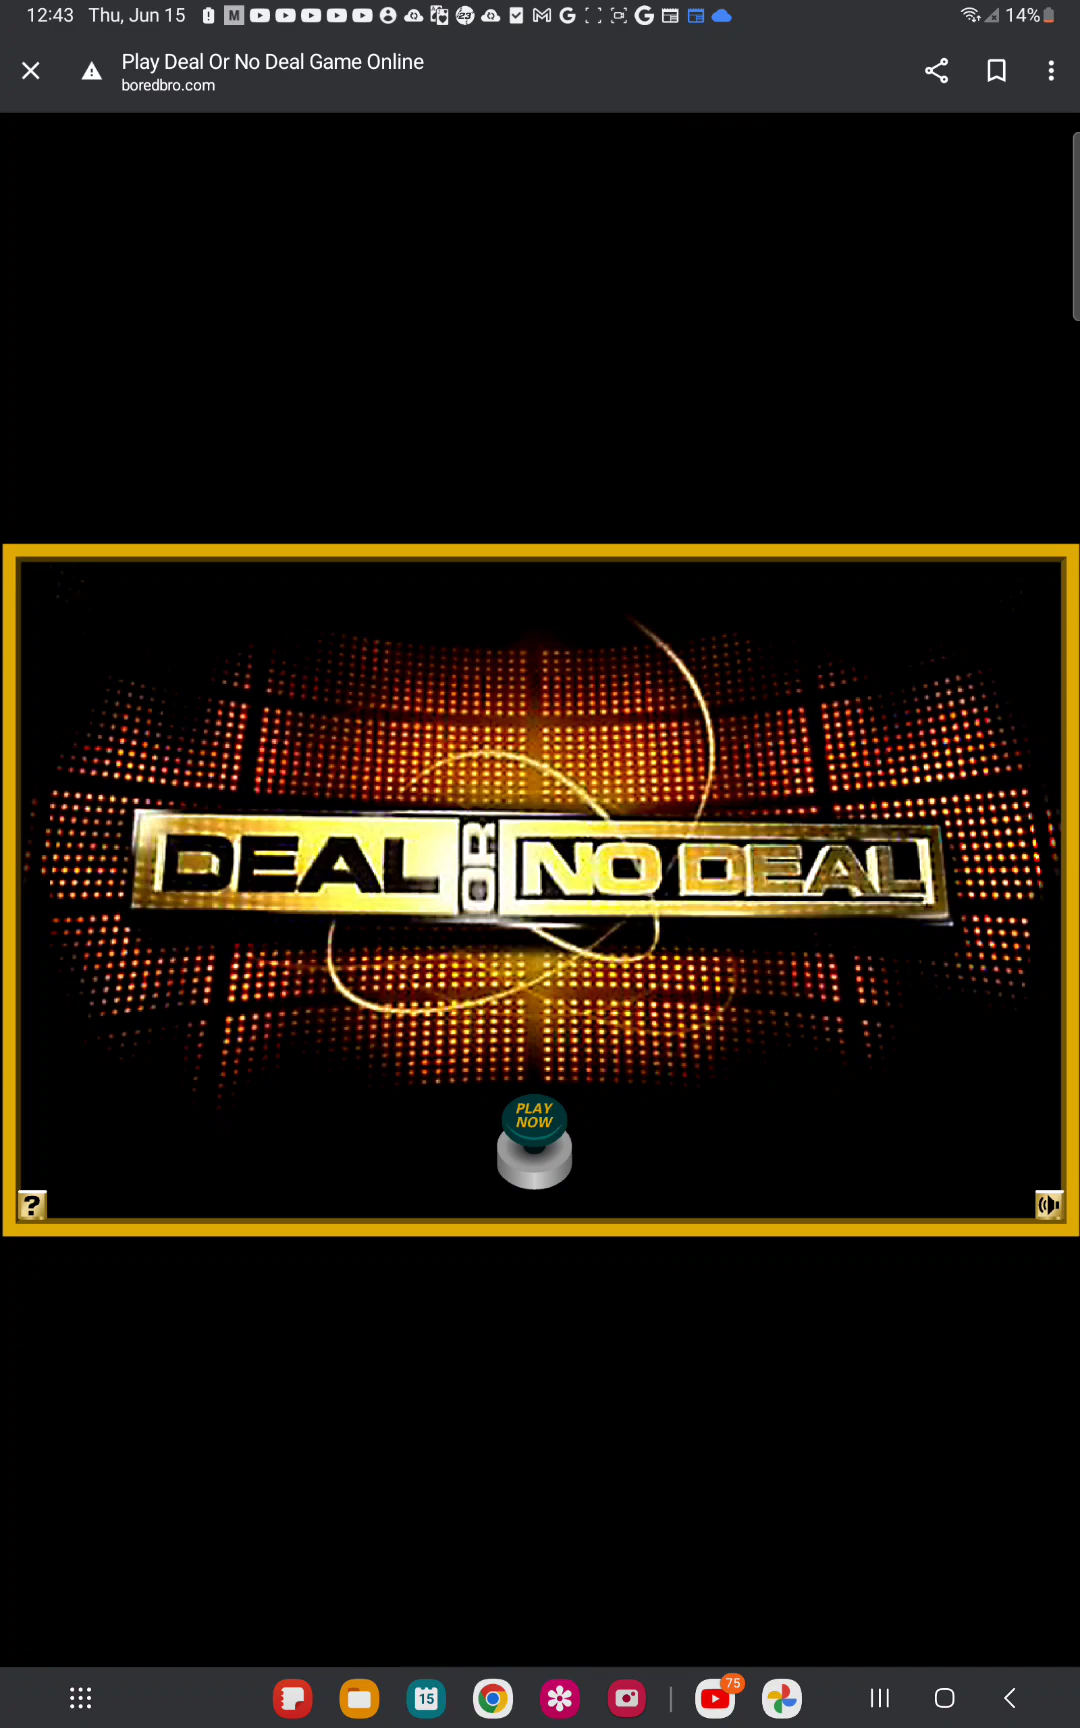 12:43 Thu, Jun 15 M 23 G G 14%
Play Deal Or No Deal Game Online
boredbro.com
DEAL OR NO DEAL
PLAY
NOW
?
15
75